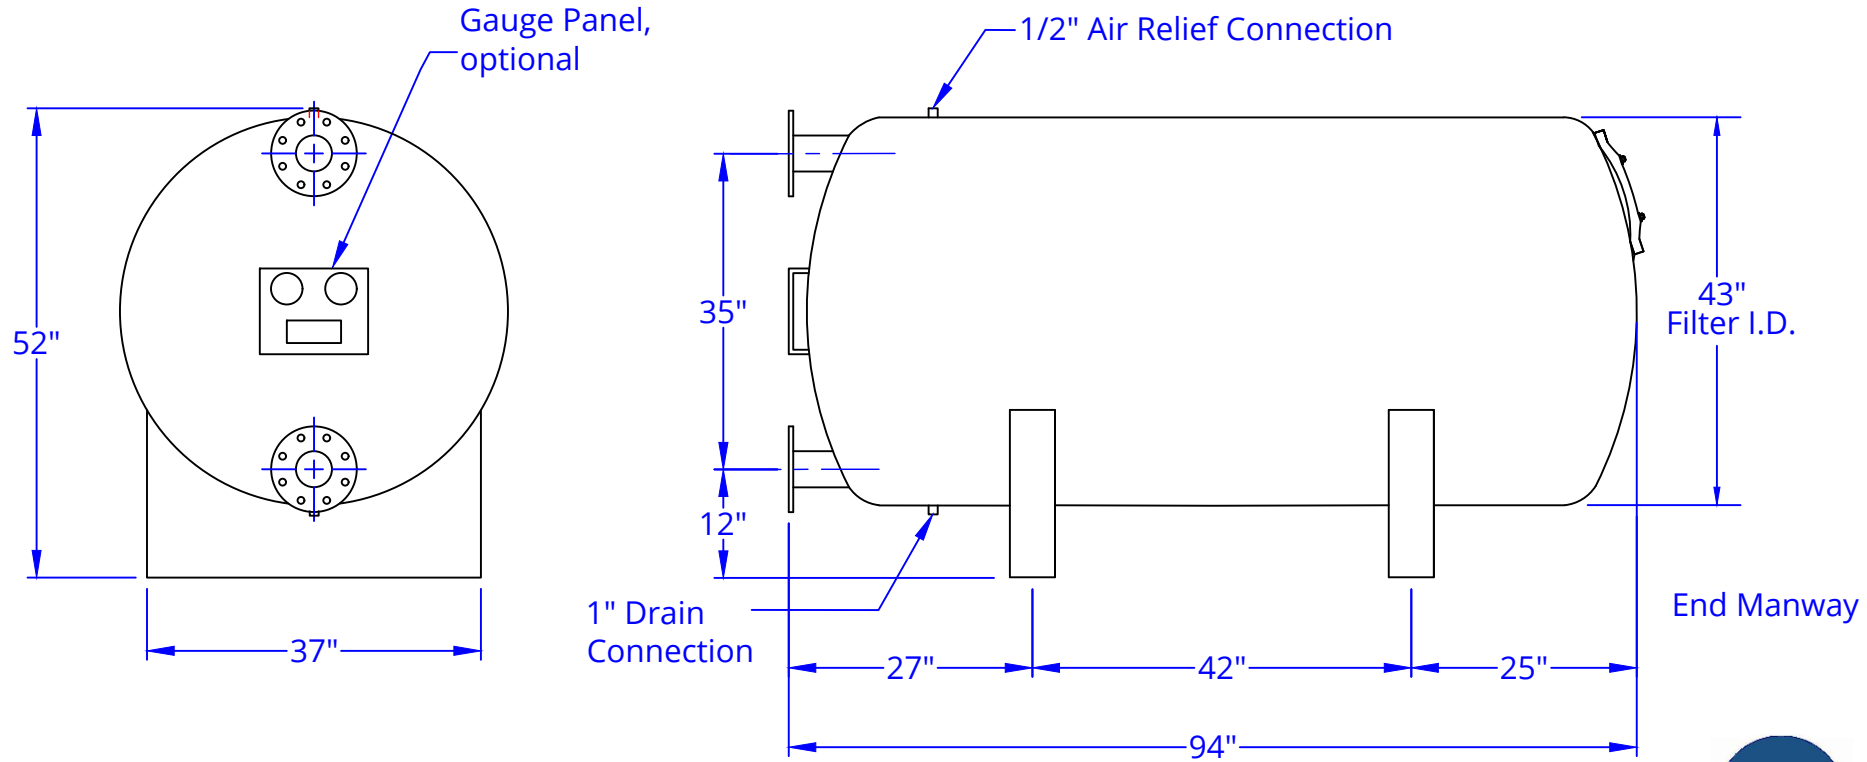 Gauge Panel,
optional
1/2" Air Relief Connection
52"
35"
43"
Filter I.D.
12"
1" Drain
Connection
End Manway
37"
27"
42"
25"
94"